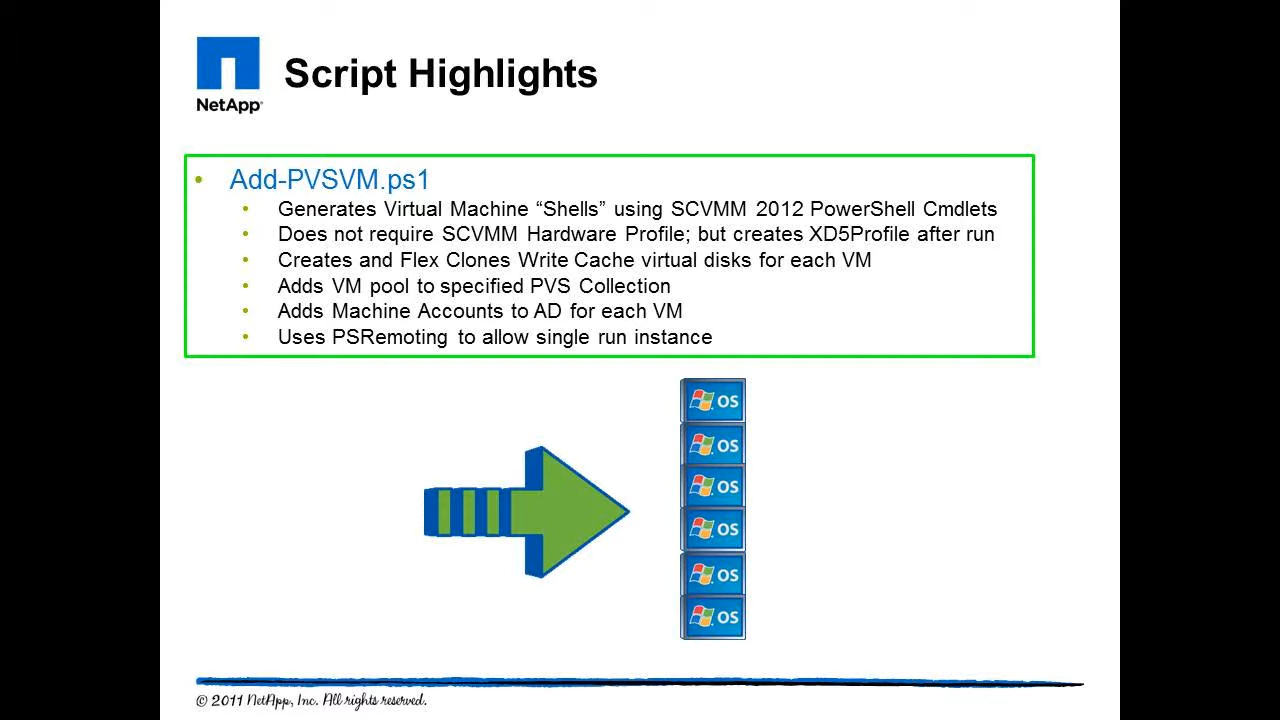 NetApp®
Script Highlights
• Add-PVSVM.ps1
• Generates Virtual Machine “Shells” using SCVMM 2012 PowerShell Cmdlets
• Does not require SCVMM Hardware Profile; but creates XD5Profile after run
• Creates and Flex Clones Write Cache virtual disks for each VM
• Adds VM pool to specified PVS Collection
• Adds Machine Accounts to AD for each VM
• Uses PSRemoting to allow single run instance
OS
OS
OS
OS
OS
OS
© 2011 NetApp, Inc. All rights reserved.